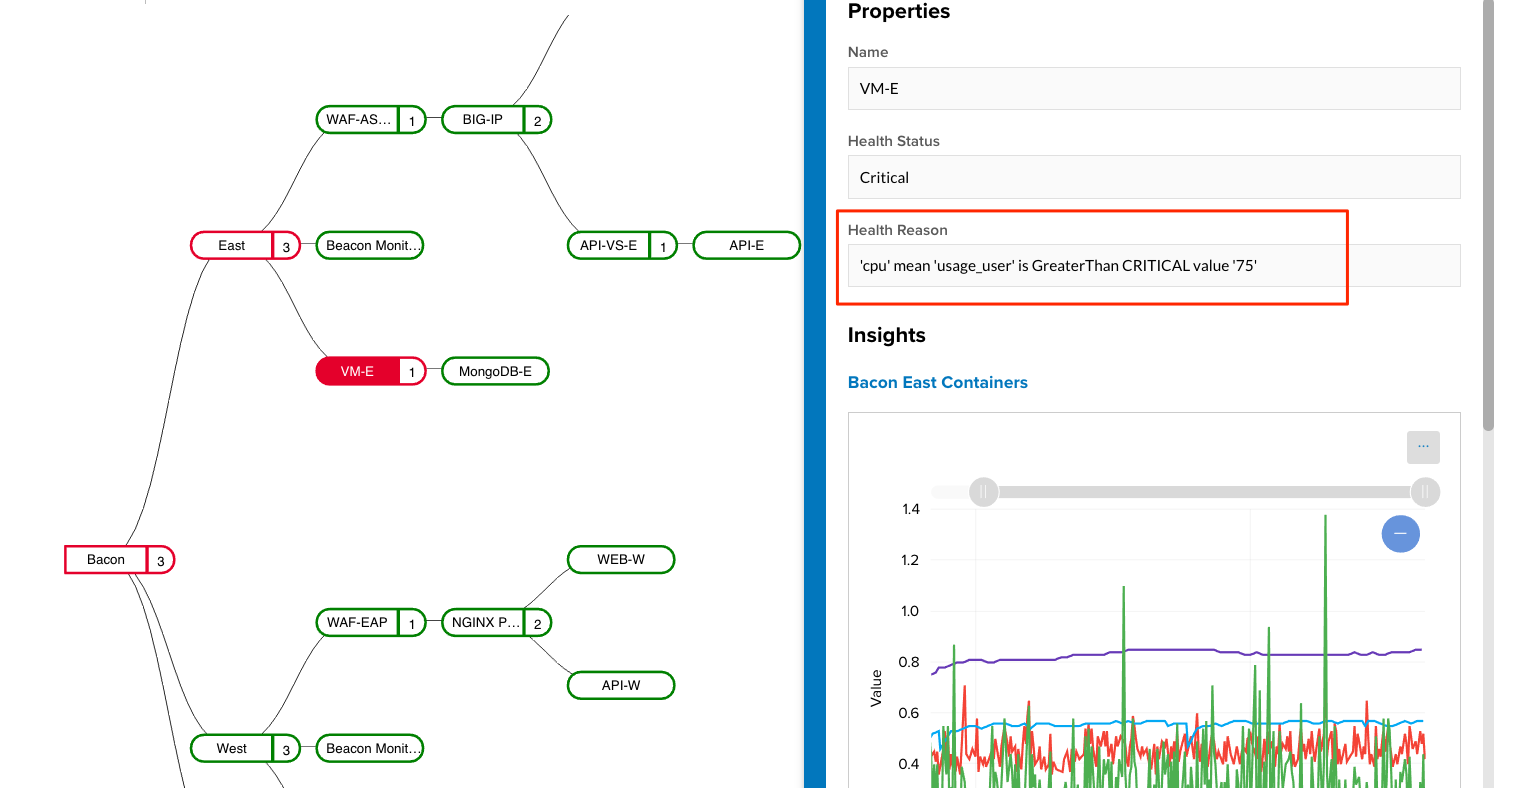 WAF-AS... 1
BIG-IP 2
East 3
Beacon Monit...
API-VS-E 1
API-E
VM-E 1
MongoDB-E
Bacon 3
WEB-W
WAF-EAP 1
NGINX P... 2
API-W
West 3
Beacon Monit...
Properties
Name
VM-E
Health Status
Critical
Health Reason
'cpu' mean 'usage_user' is GreaterThan CRITICAL value '75'
Insights
Bacon East Containers
...
1.4
1.2
1.0
0.8
0.6
0.4
Value